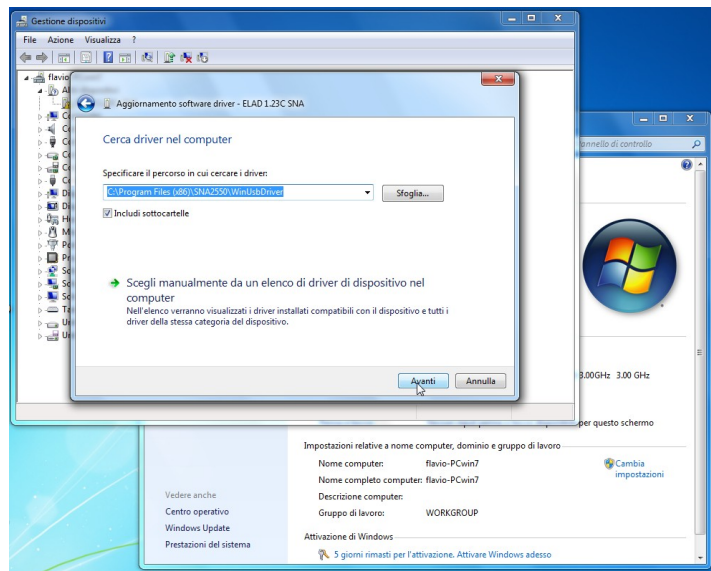 Gestione dispositivi
File Azione Visualizza ?
flavio
Aggiornamento software driver - ELAD 1.23C SNA
Cerca driver nel computer
Specificare il percorso in cui cercare i driver:
C:\Program Files (x86)\SNA2550\WinUsbDriver
Sfoglia...
Includi sottocartelle
Scegli manualmente da un elenco di driver di dispositivo nel
computer
Nell'elenco verranno visualizzati i driver installati compatibili con il dispositivo e tutti i
driver della stessa categoria del dispositivo.
Avanti Annulla
pannello di controllo
3.00GHz 3.00 GHz
per questo schermo
Impostazioni relative a nome computer, dominio e gruppo di lavoro
Nome computer: flavio-PCwin7
Cambia
impostazioni
Nome completo computer: flavio-PCwin7
Descrizione computer:
Gruppo di lavoro: WORKGROUP
Vedere anche
Centro operativo
Windows Update
Prestazioni del sistema
Attivazione di Windows
5 giorni rimasti per l'attivazione. Attivare Windows adesso